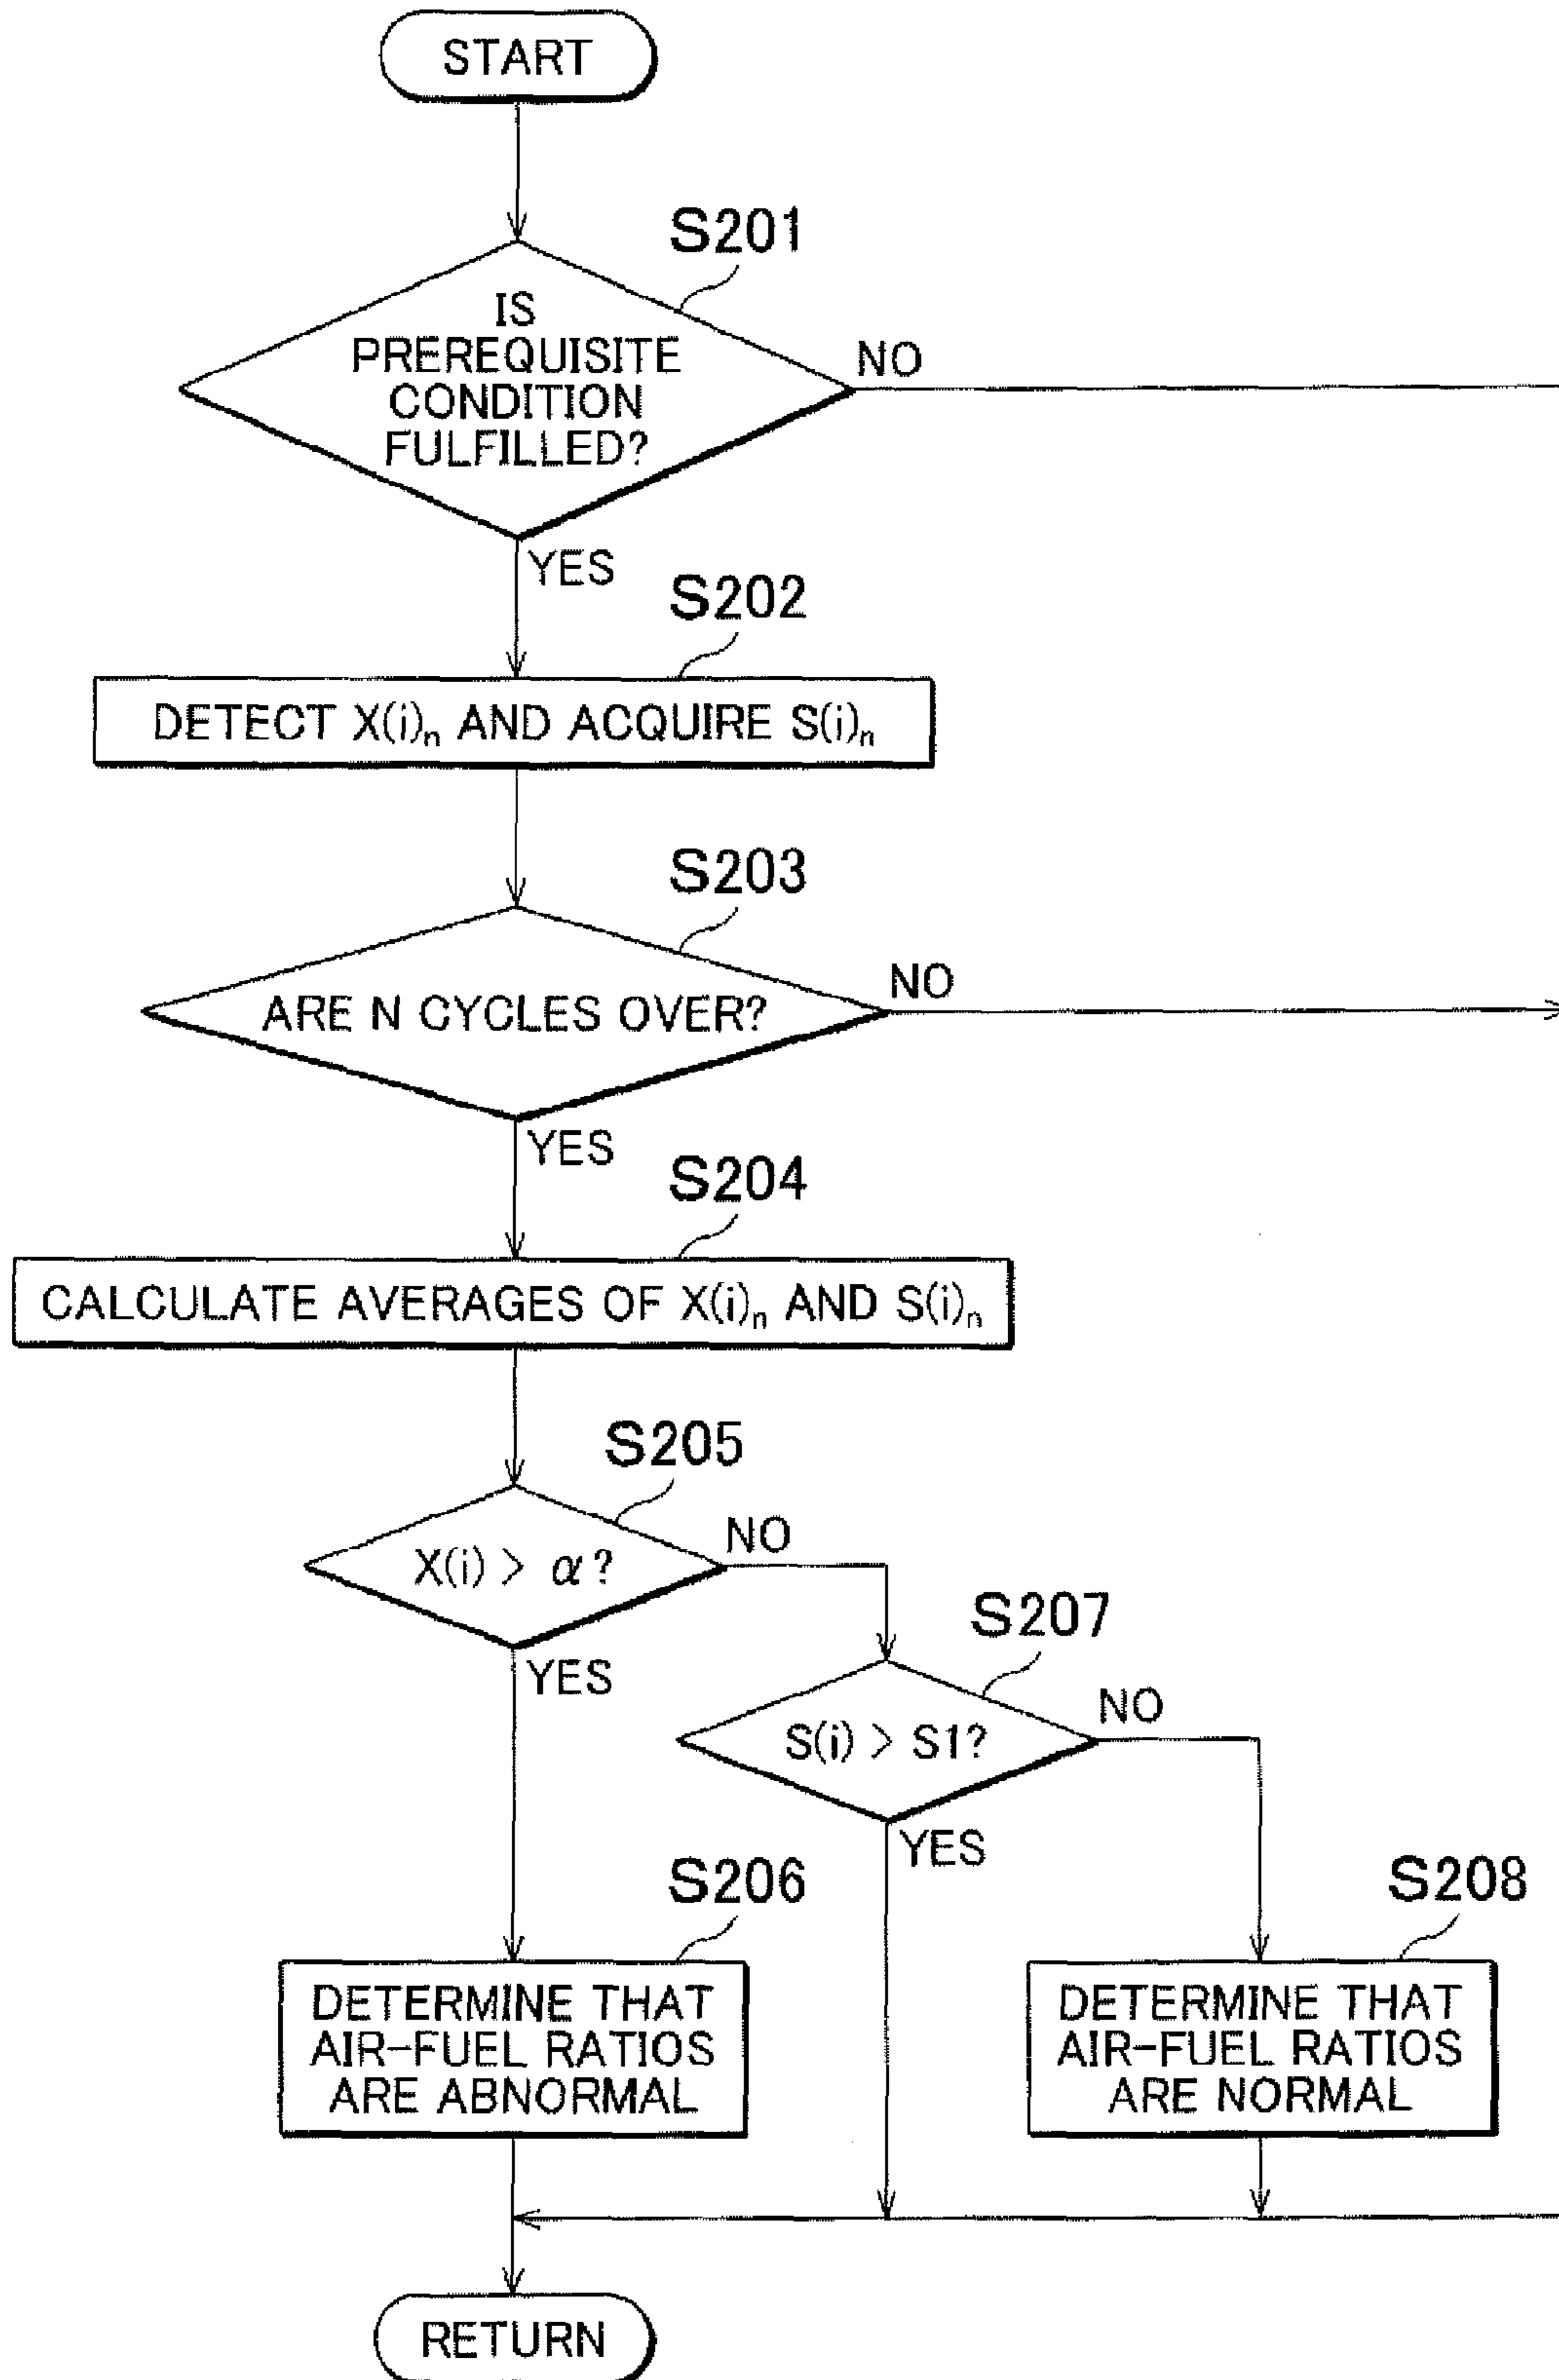 START
S201
IS
PREREQUISITE
CONDITION
FULFILLED?
NO
YES
S202
DETECT X(i)n AND ACQUIRE S(i)n
S203
ARE N CYCLES OVER?
NO
YES
S204
CALCULATE AVERAGES OF X(i)n AND S(i)n
S205
X(i) > α?
NO
YES
S207
S(i) > S1?
NO
YES
S206
DETERMINE THAT
AIR-FUEL RATIOS
ARE ABNORMAL
S208
DETERMINE THAT
AIR-FUEL RATIOS
ARE NORMAL
RETURN